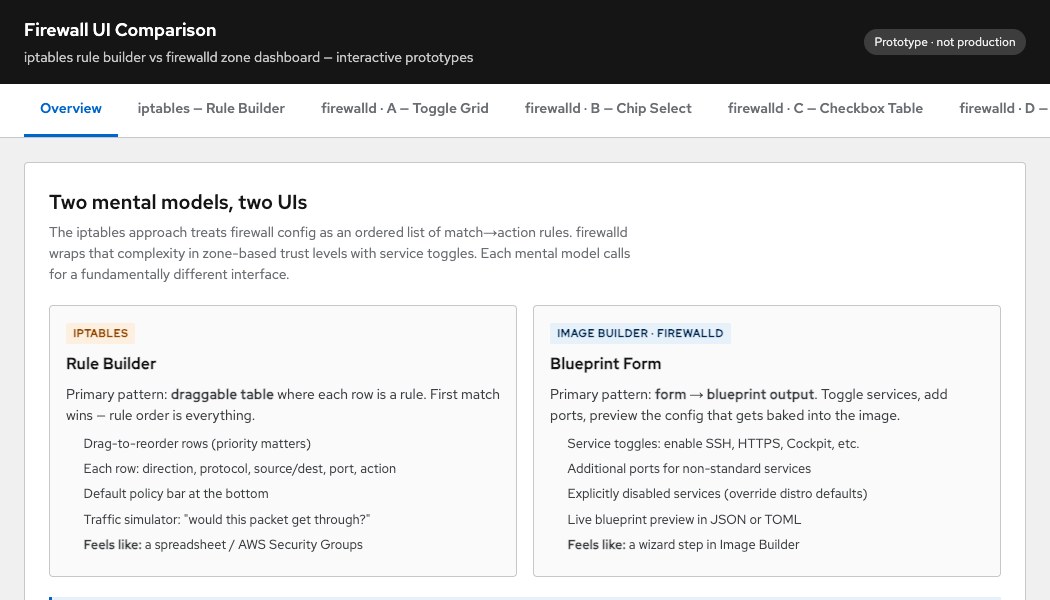 Firewall UI Comparison
iptables rule builder vs firewalld zone dashboard — interactive prototypes
Prototype · not production
Overview
iptables — Rule Builder
firewalld · A — Toggle Grid
firewalld · B — Chip Select
firewalld · C — Checkbox Table
firewalld · D —
Two mental models, two UIs
The iptables approach treats firewall config as an ordered list of match→action rules. firewalld
wraps that complexity in zone-based trust levels with service toggles. Each mental model calls
for a fundamentally different interface.
IPTABLES
Rule Builder
Primary pattern: draggable table where each row is a rule. First match
wins — rule order is everything.
Drag-to-reorder rows (priority matters)
Each row: direction, protocol, source/dest, port, action
Default policy bar at the bottom
Traffic simulator: "would this packet get through?"
Feels like: a spreadsheet / AWS Security Groups
IMAGE BUILDER · FIREWALLD
Blueprint Form
Primary pattern: form → blueprint output. Toggle services, add
ports, preview the config that gets baked into the image.
Service toggles: enable SSH, HTTPS, Cockpit, etc.
Additional ports for non-standard services
Explicitly disabled services (override distro defaults)
Live blueprint preview in JSON or TOML
Feels like: a wizard step in Image Builder